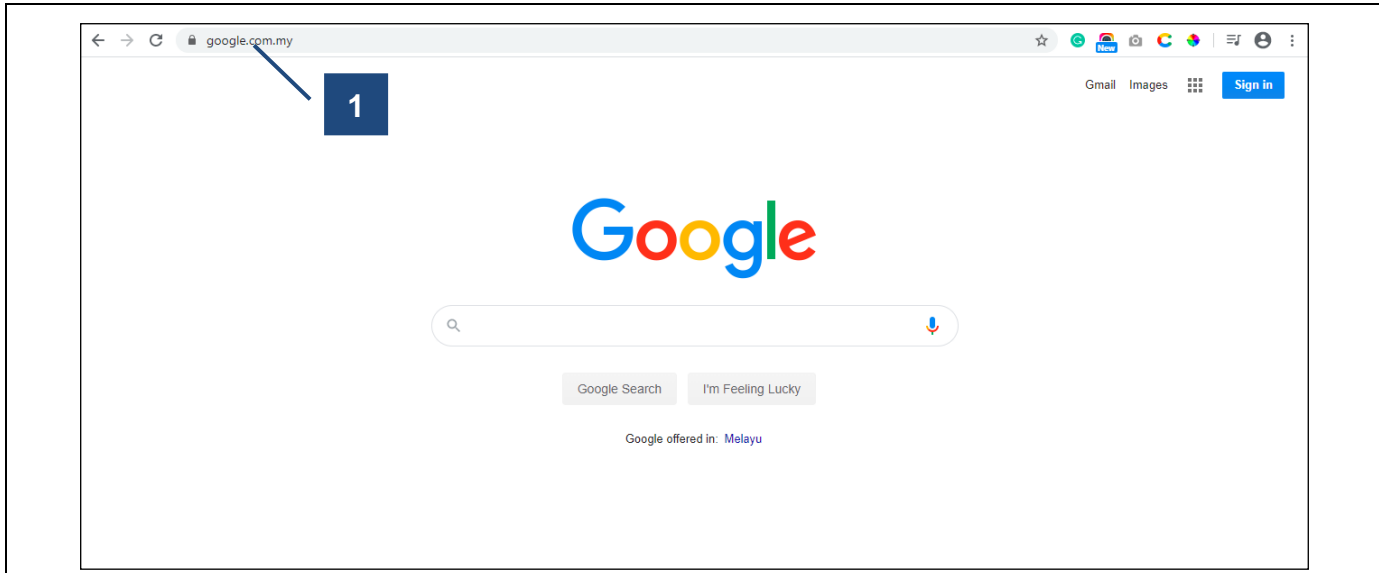 google.com.my
New
1
Gmail Images Sign in
Google
Google Search I'm Feeling Lucky
Google offered in: Melayu